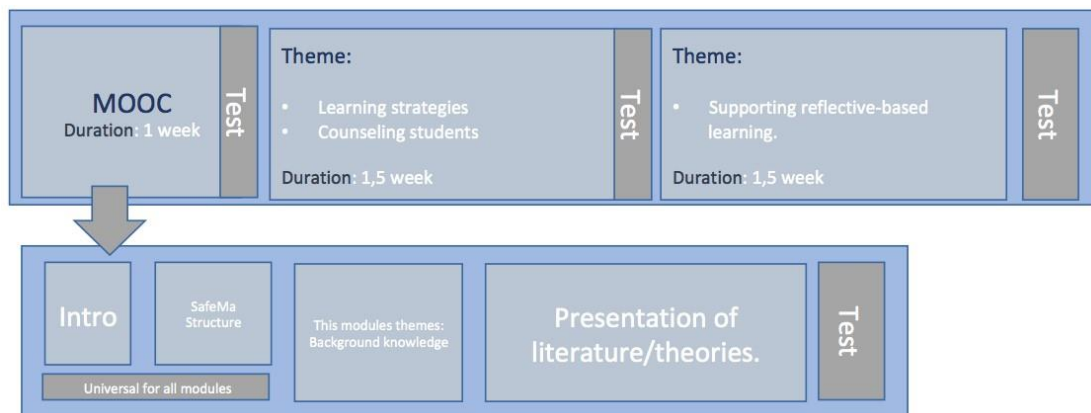 MOOC
Duration: 1 week
Test
Theme:
• Learning strategies
• Counseling students
Duration: 1,5 week
Test
Theme:
• Supporting reflective-based
learning.
Duration: 1,5 week
Test
Intro
SafeMa
Structure
Universal for all modules
This modules themes:
Background knowledge
Presentation of
literature/theories.
Test